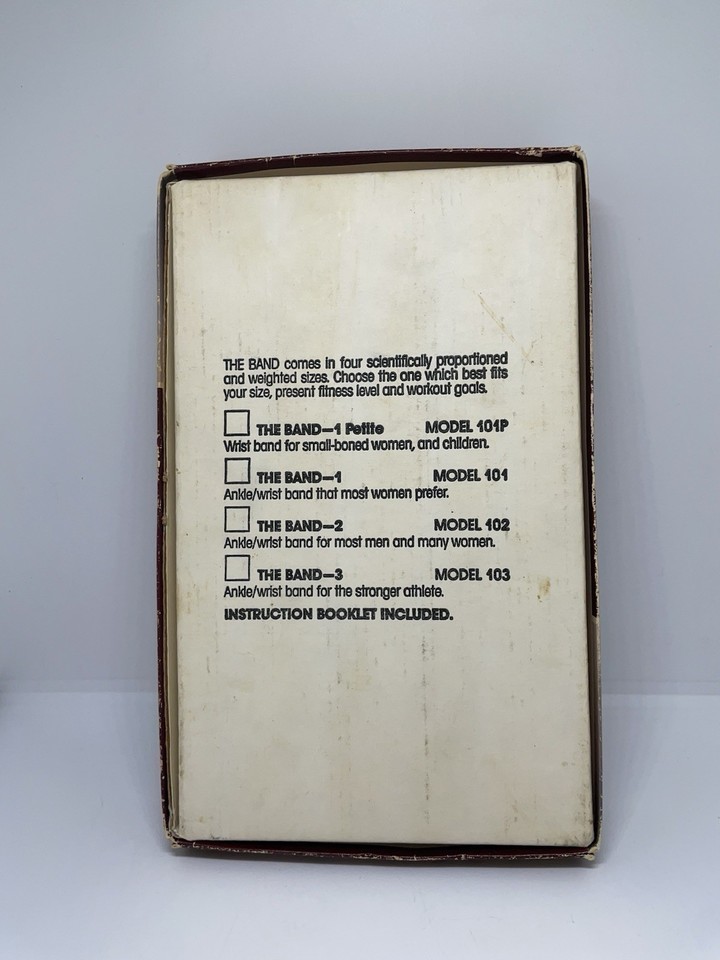 THE BAND comes in four scientifically proportioned
and weighted sizes. Choose the one which best fits
your size, present fitness level and workout goals.
THE BAND—1 Petite MODEL 101P
Wrist band for small-boned women, and children.
THE BAND—1 MODEL 101
Ankle/wrist band that most women prefer.
THE BAND—2 MODEL 102
Ankle/wrist band for most men and many women.
THE BAND—3 MODEL 103
Ankle/wrist band for the stronger athlete.
INSTRUCTION BOOKLET INCLUDED.